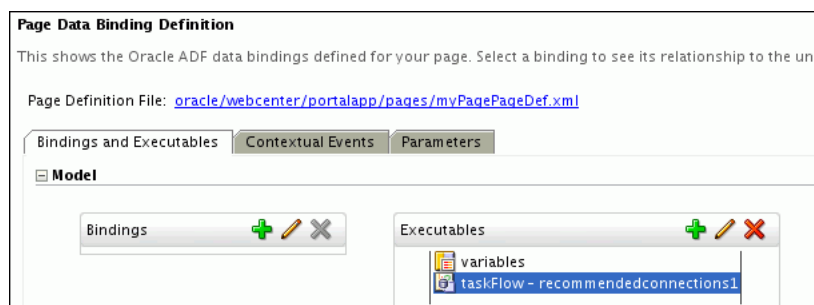 Page Data Binding Definition
This shows the Oracle ADF data bindings defined for your page. Select a binding to see its relationship to the un
Page Definition File: oracle/webcenter/portalapp/pages/myPagePageDef.xml
Bindings and Executables Contextual Events Parameters
Model
Bindings Executables
variables
taskFlow - recommendedconnections1